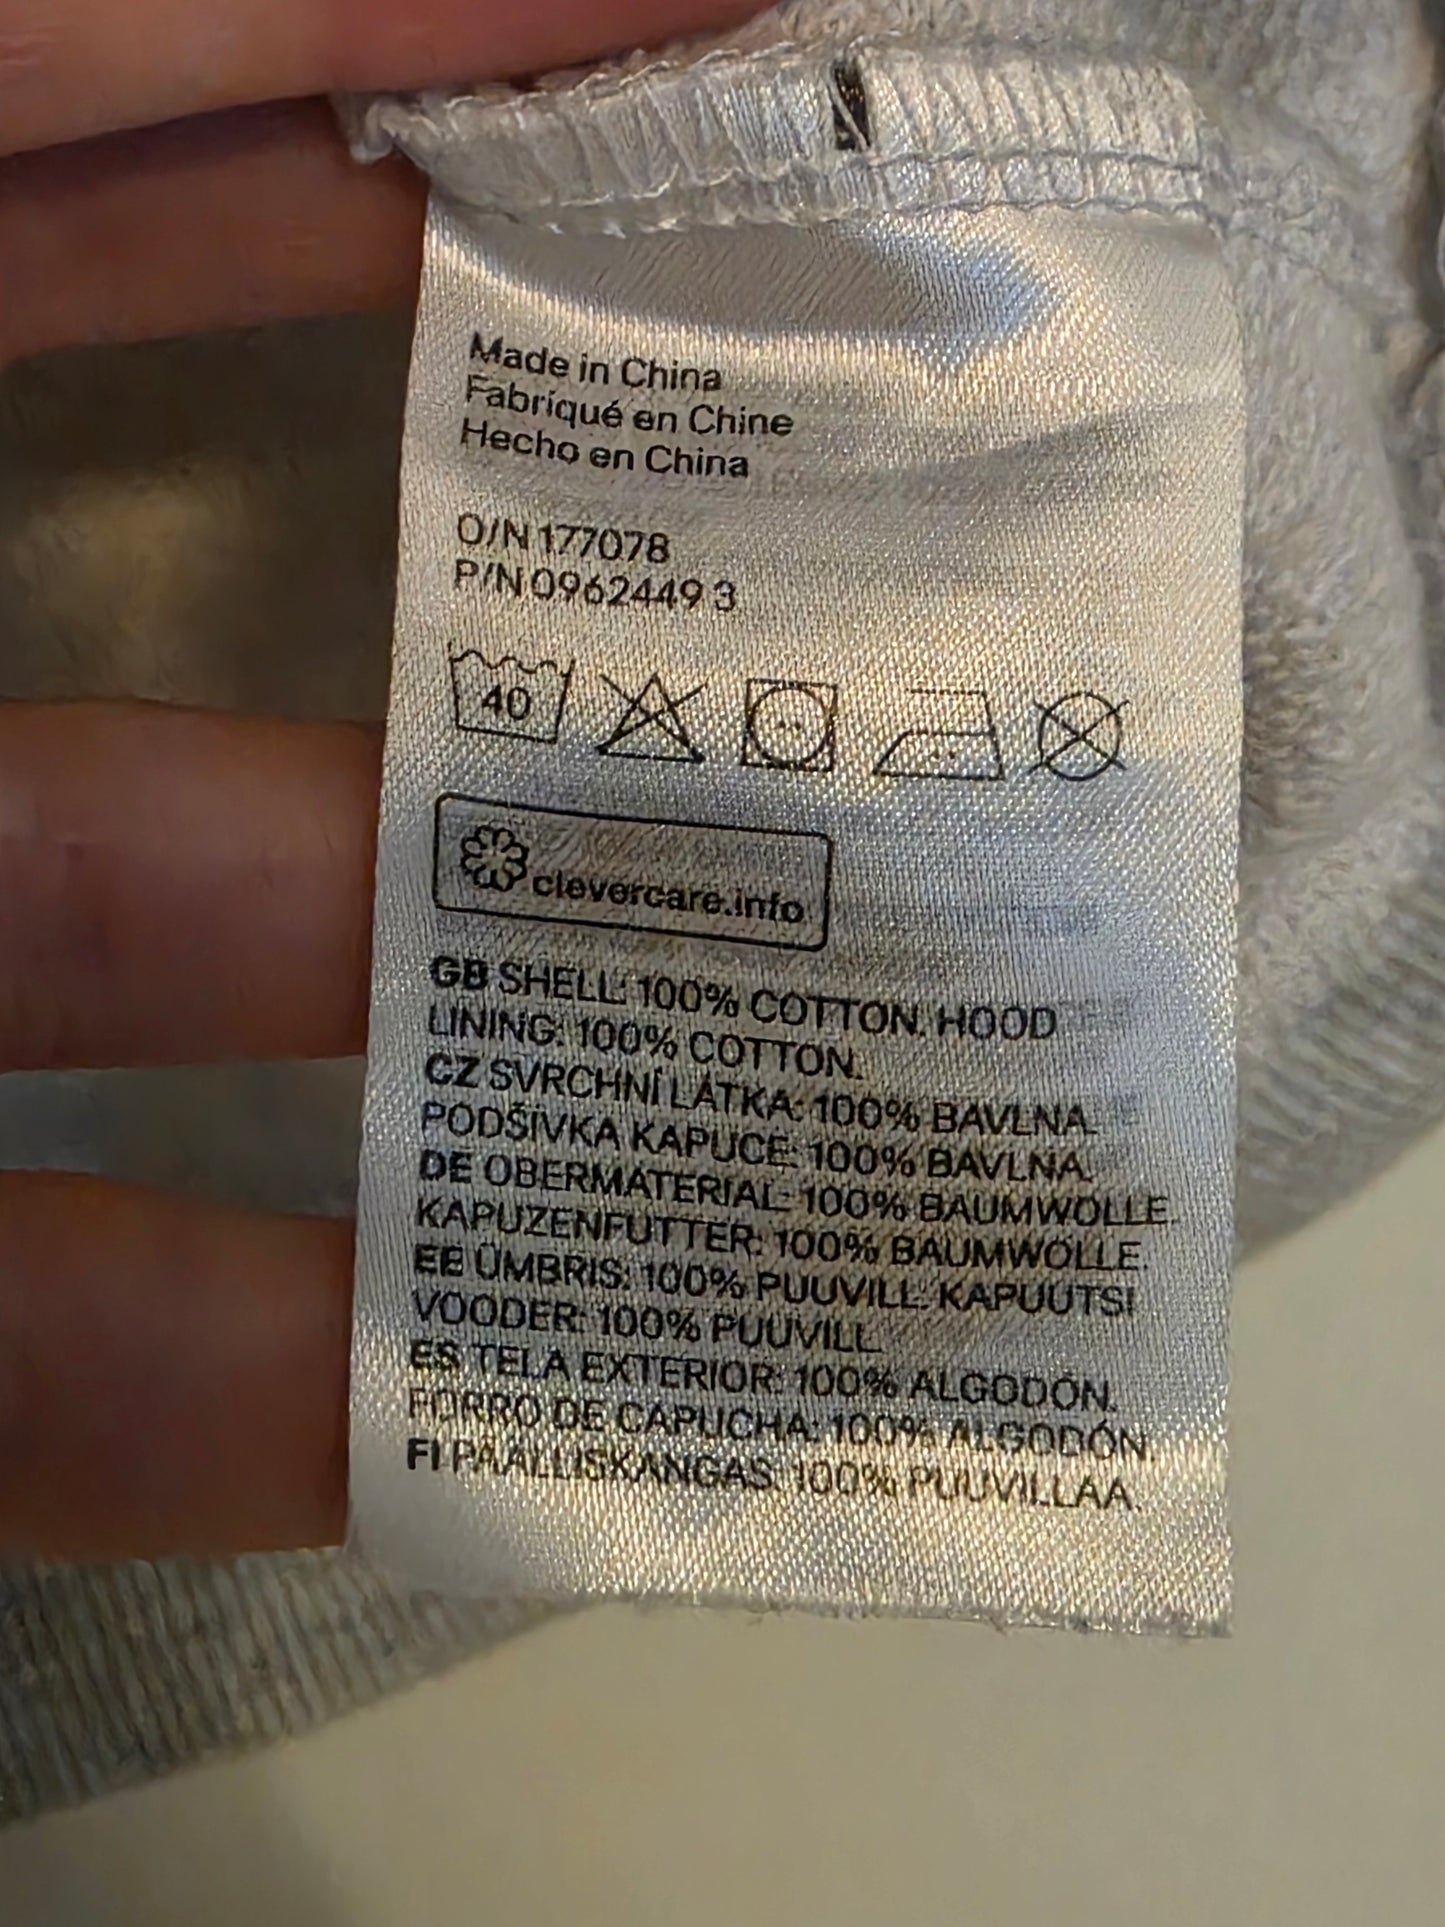 Made in China
Fabriqué en Chine
Hecho en China
O/N 177078
P/N 0962449 3
40
clevercare.info
GB SHELL: 100% COTTON. HOOD
LINING: 100% COTTON.
CZ SVRCHNÍ LÁTKA: 100% BAVLNA.
PODŠÍVKA KAPUCE: 100% BAVLNA.
DE OBERMATERIAL: 100% BAUMWOLLE.
KAPUZENFUTTER: 100% BAUMWOLLE.
EE ÜMBRIS: 100% PUUVILL. KAPUUTSI
VOODER: 100% PUUVILL.
ES TELA EXTERIOR: 100% ALGODÓN.
FORRO DE CAPUCHA: 100% ALGODÓN.
FI PÄÄLLISKANGAS: 100% PUUVILLAA.